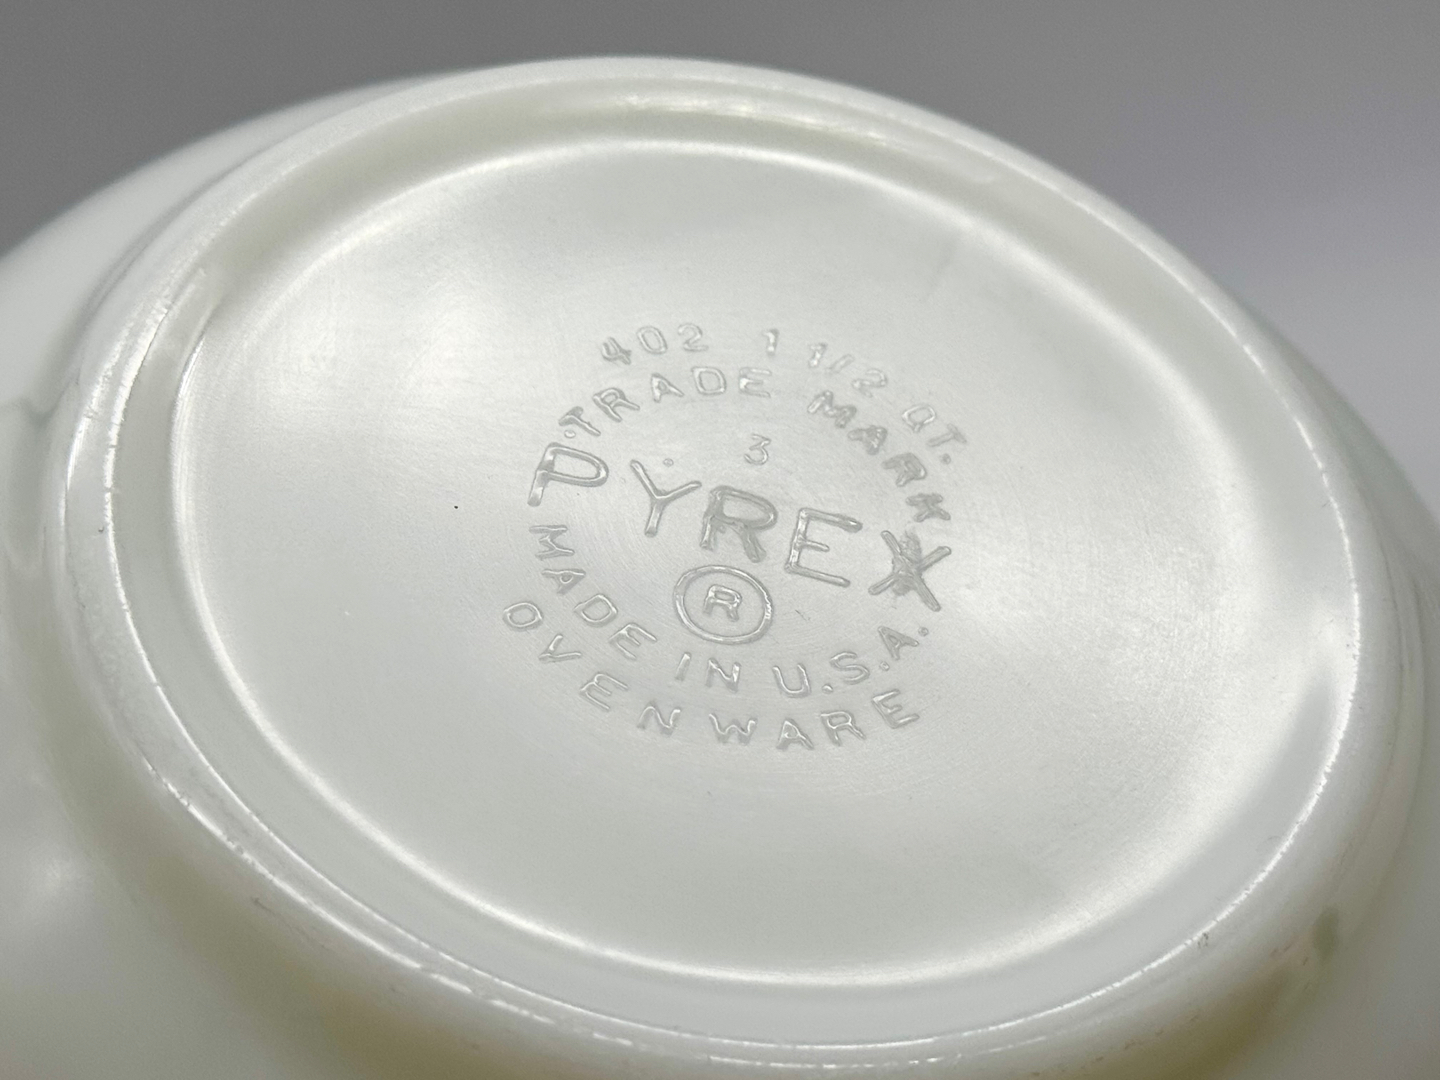 402 1 1/2 QT.
TRADE MARK
3
PYREX
®
MADE IN U.S.A.
OVENWARE